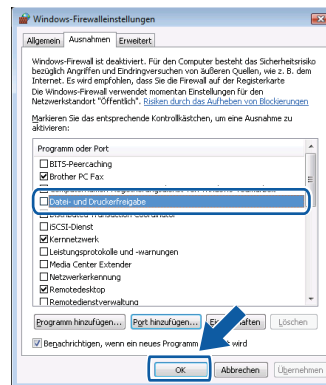 Windows-Firewalleinstellungen
Allgemein Ausnahmen Erweitert
Windows-Firewall ist deaktiviert. Für den Computer besteht das Sicherheitsrisiko
bezüglich Angriffen und Eindringversuchen von äußeren Quellen, wie z. B. dem
Internet. Es wird empfohlen, dass Sie die Firewall auf der Registerkarte
Die Windows-Firewall verwendet momentan Einstellungen für den
Netzwerkstandort "Öffentlich". Risiken durch das Aufheben von Blockierungen
Markieren Sie das entsprechende Kontrollkästchen, um eine Ausnahme zu
aktivieren:
Programm oder Port
BITS-Peercaching
Brother PC Fax
Datei- und Druckerfreigabe
Distributed Transaction Coordinator
iSCSI-Dienst
Kernnetzwerk
Leistungsprotokolle und -warnungen
Media Center Extender
Netzwerkerkennung
Remotedesktop
Remotedienstverwaltung
Programm hinzufügen... Port hinzufügen... Löschen
Benachrichtigen, wenn ein neues Programm wird
OK Abbrechen Übernehmen